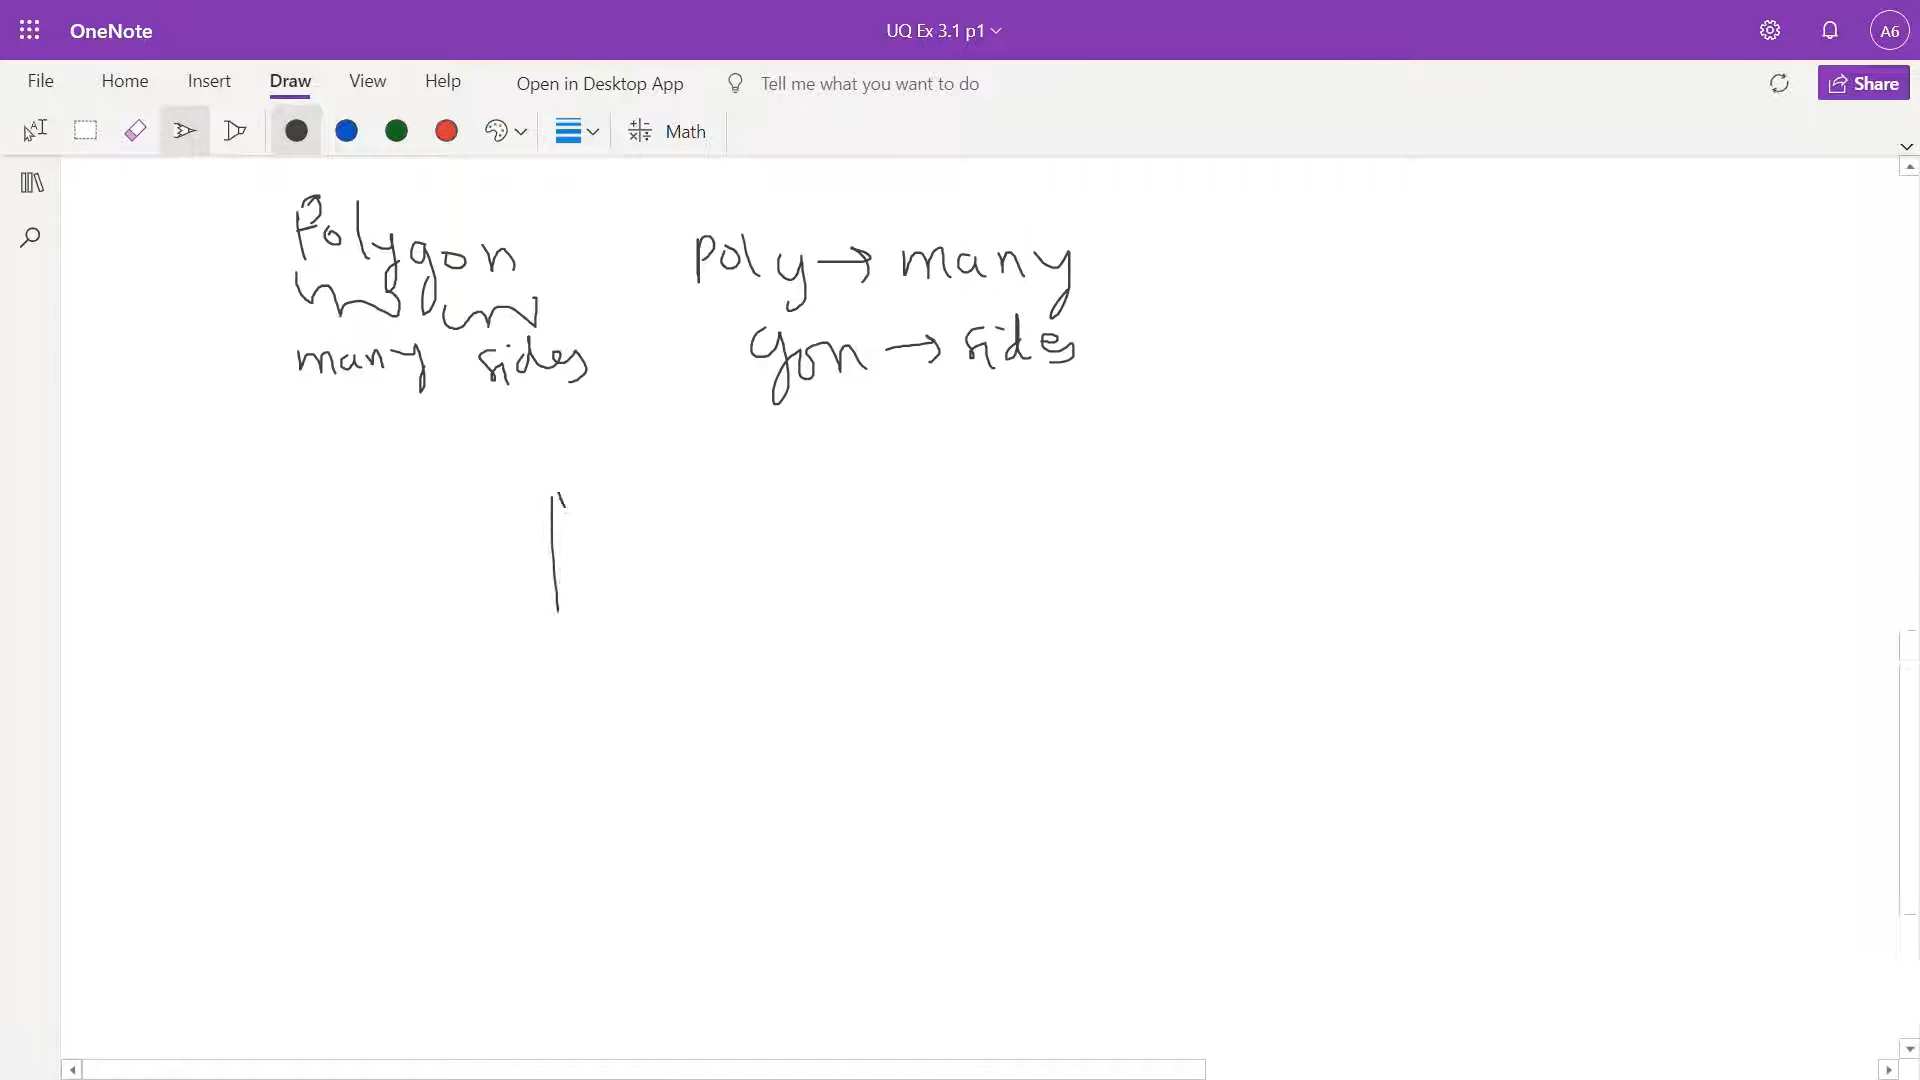 OneNote
UQ Ex 3.1 p1
A6
File Home Insert Draw View Help Open in Desktop App Tell me what you want to do
Share
Math
Polygon
many sides
Poly → many
gon → sides